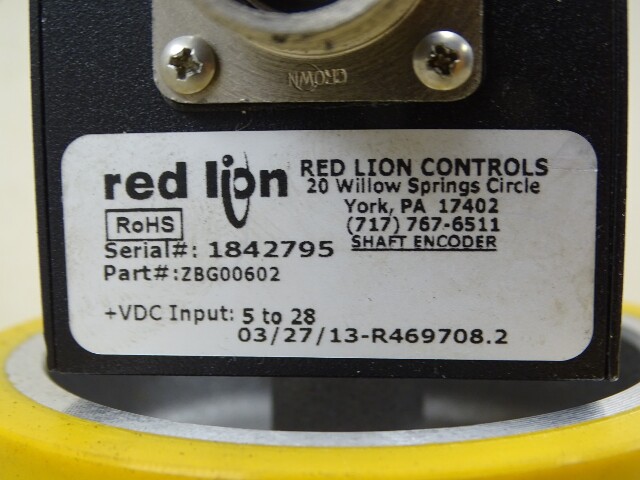 CROWN
red lion
RED LION CONTROLS
20 Willow Springs Circle
York, PA 17402
(717) 767-6511
SHAFT ENCODER
RoHS
Serial#: 1842795
Part#:ZBG00602
+VDC Input: 5 to 28
03/27/13-R469708.2